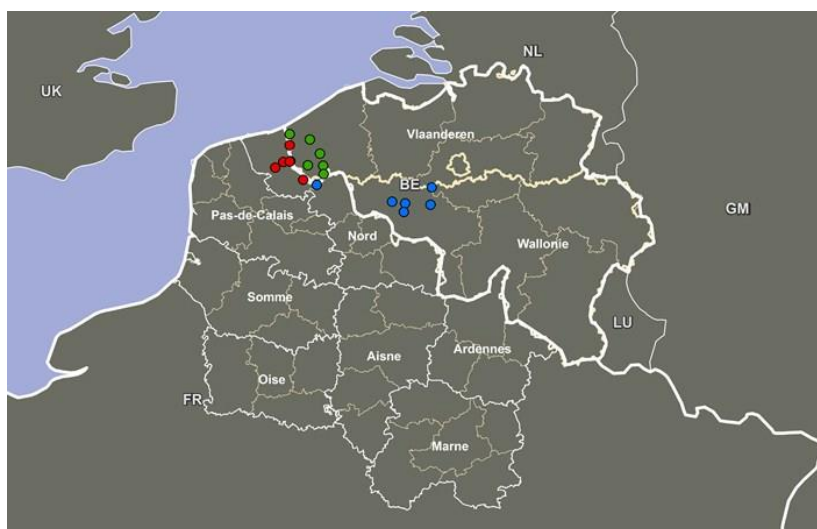 NL
UK
Vlaanderen
BE
GM
Pas-de-Calais
Nord
Wallonie
Somme
LU
Aisne
Ardennes
Oise
FR
Marne